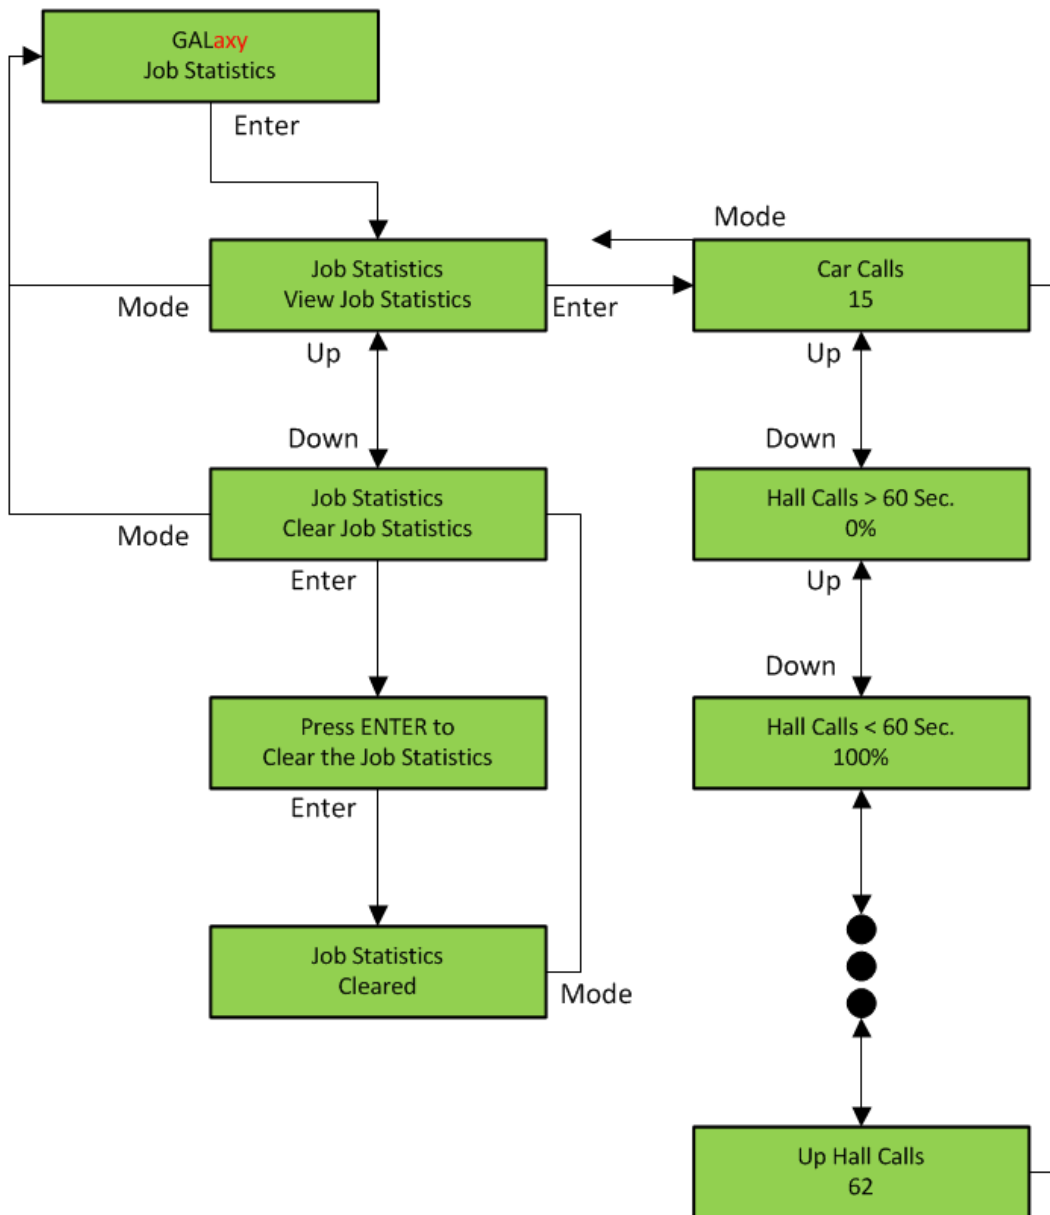 GALaxy
Job Statistics
Enter
Mode
Job Statistics
View Job Statistics
Car Calls
15
Mode
Enter
Up
Up
Down
Down
Job Statistics
Clear Job Statistics
Hall Calls > 60 Sec.
0%
Mode
Enter
Up
Down
Press ENTER to
Clear the Job Statistics
Hall Calls < 60 Sec.
100%
Enter
Job Statistics
Cleared
Mode
Up Hall Calls
62